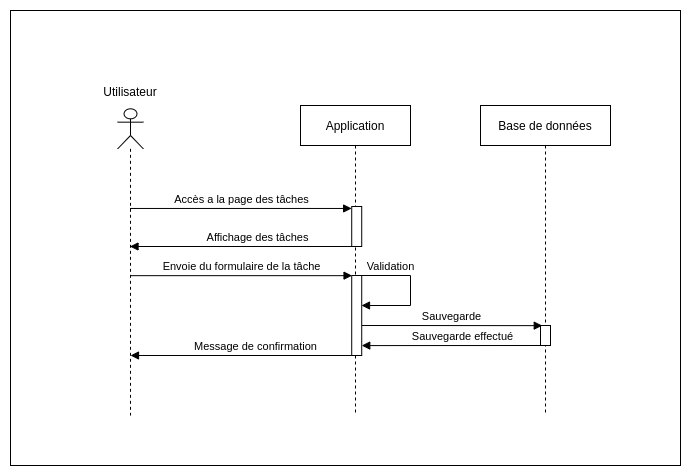 Utilisateur
Application
Base de données
Accès a la page des tâches
Affichage des tâches
Envoie du formulaire de la tâche
Validation
Sauvegarde
Sauvegarde effectué
Message de confirmation